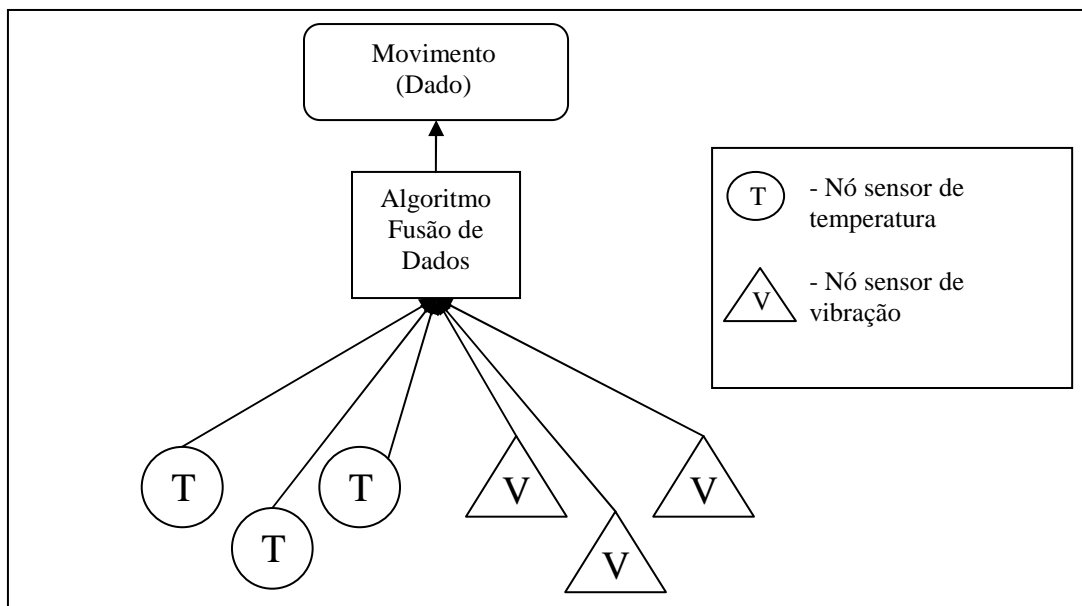 Movimento
(Dado)
Algoritmo
Fusão de
Dados
T
- Nó sensor de
temperatura
V
- Nó sensor de
vibração
T
T
T
V
V
V